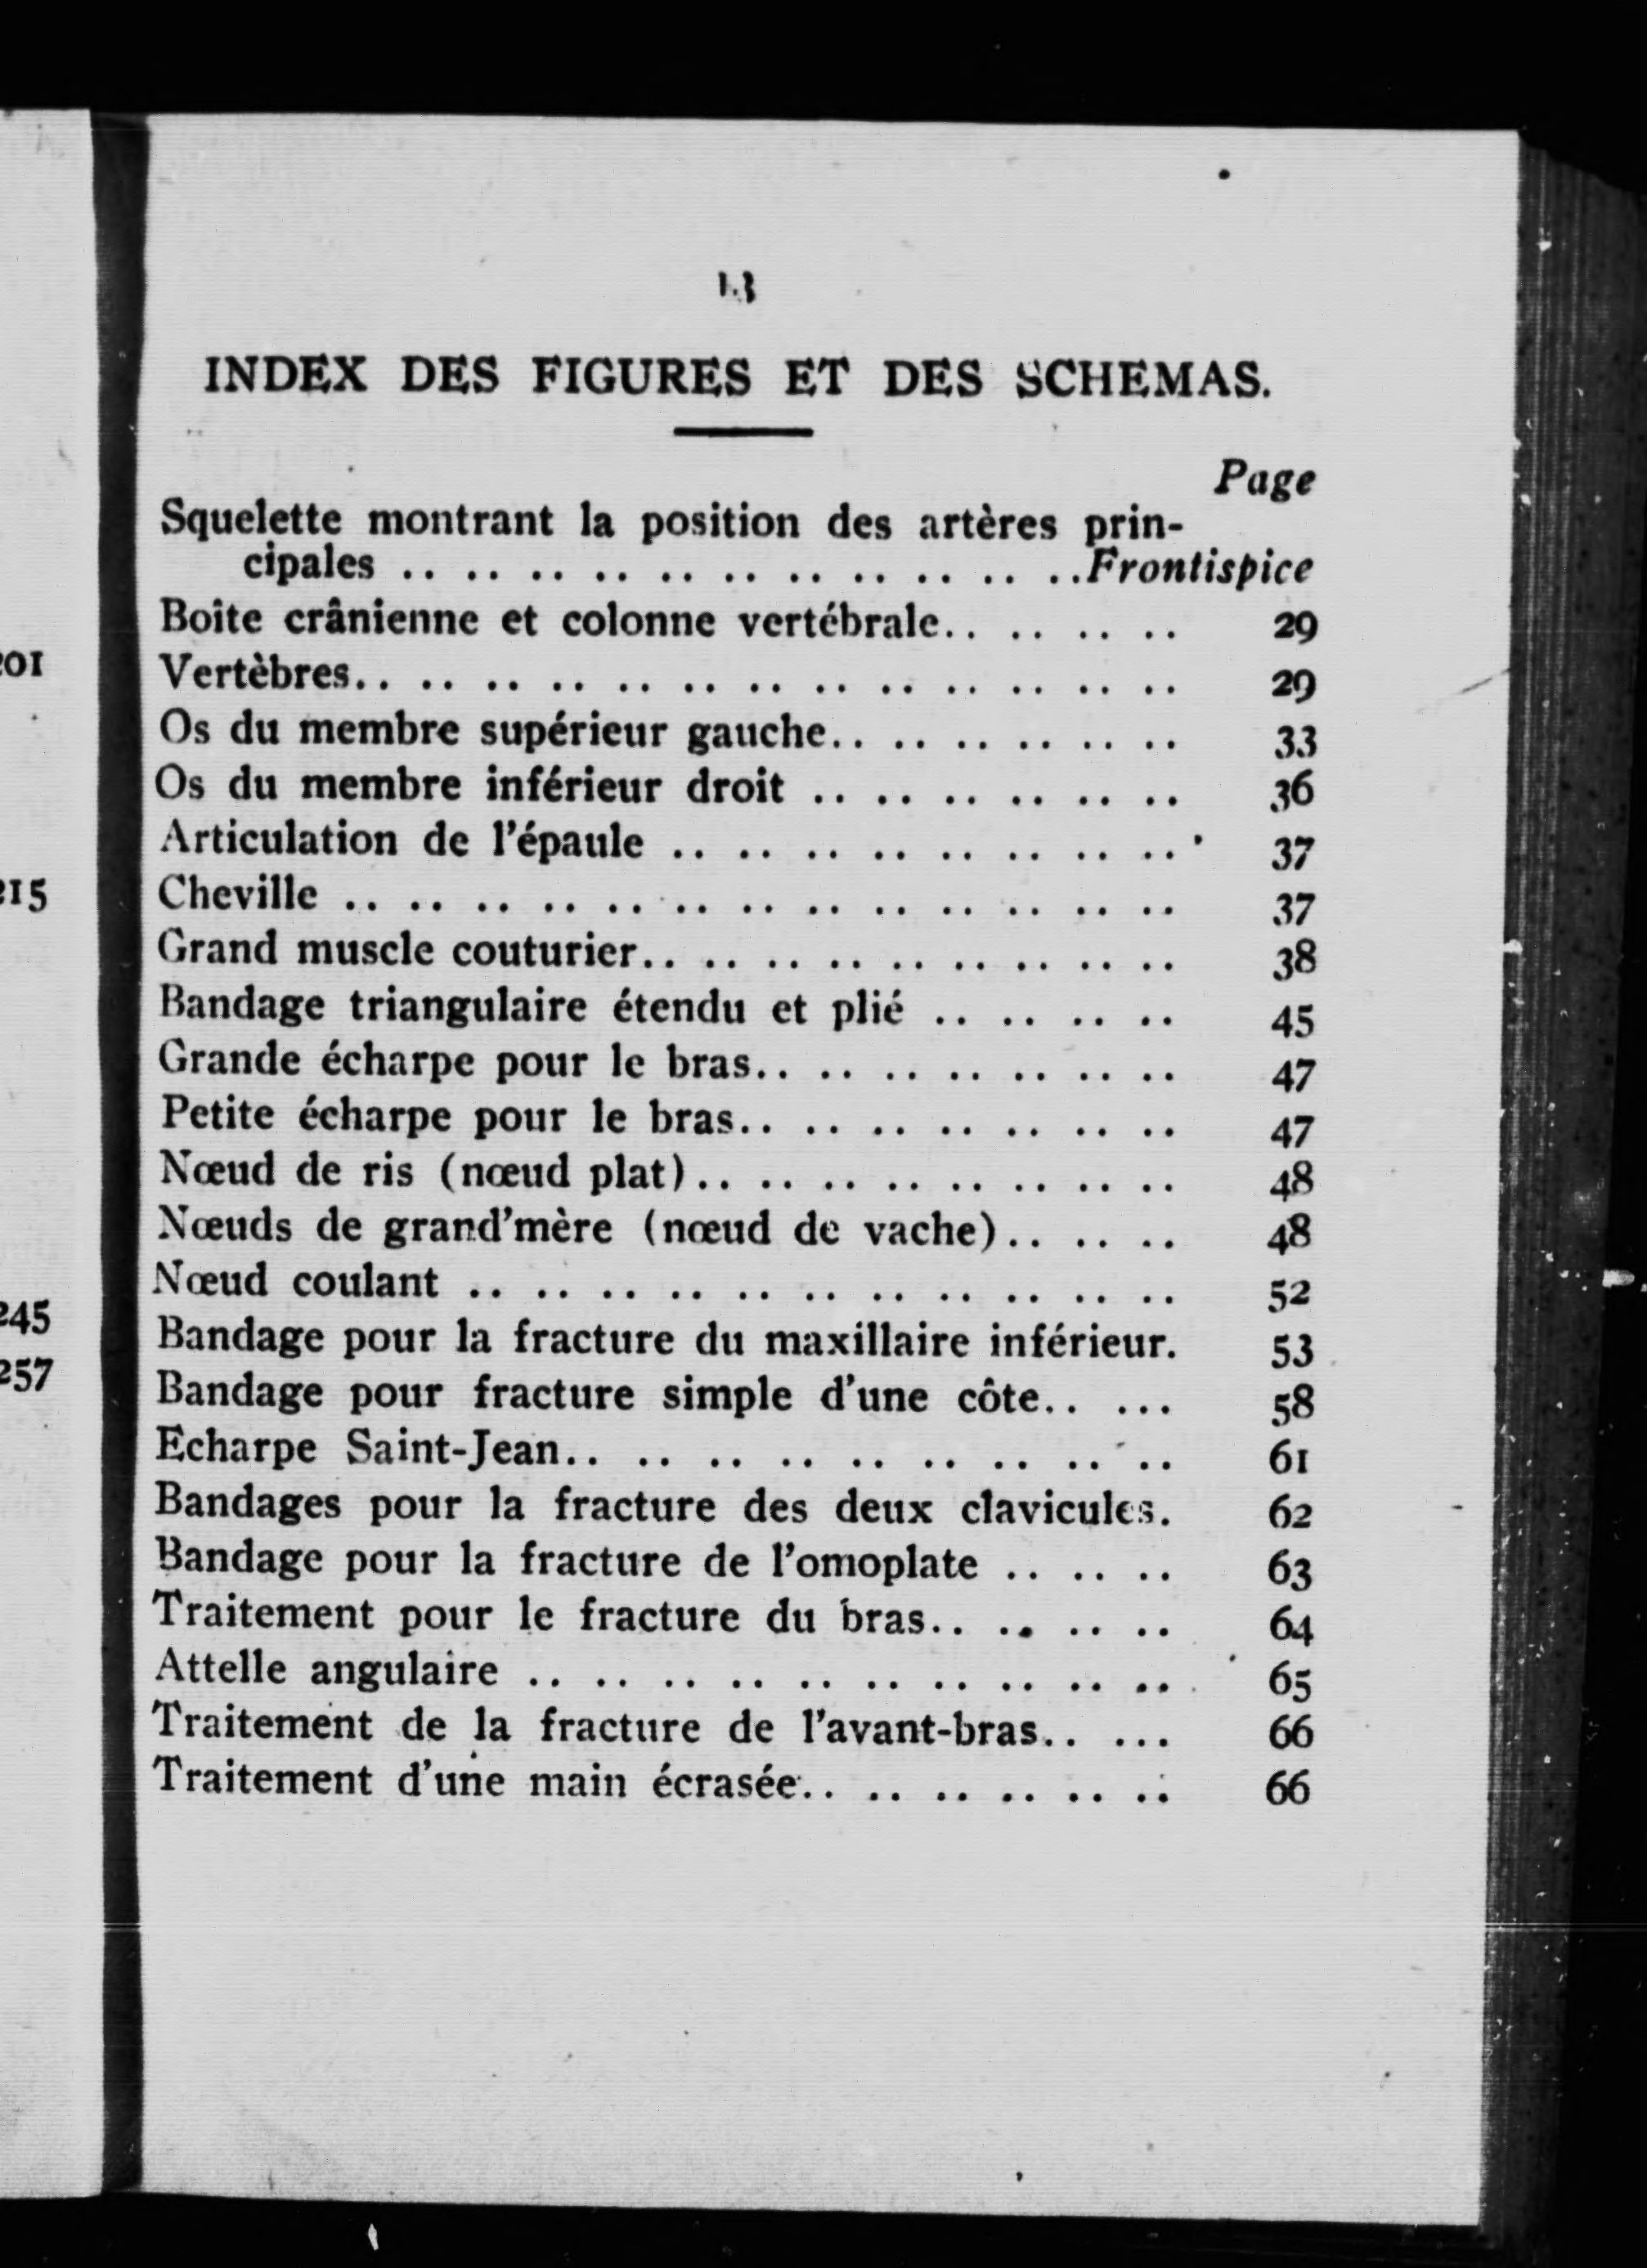 13
INDEX DES FIGURES ET DES SCHEMAS.
Page
Squelette montrant la position des artères prin-
cipales .. .. .. .. .. .. .. .. .. .. ..Frontispice
Boîte crânienne et colonne vertébrale.. .. .. .. 29
Vertèbres.. .. .. .. .. .. .. .. .. .. .. .. .. 29
Os du membre supérieur gauche.. .. .. .. .. .. 33
Os du membre inférieur droit .. .. .. .. .. .. 36
Articulation de l'épaule .. .. .. .. .. .. .. .. 37
Cheville .. .. .. .. .. .. .. .. .. .. .. .. .. 37
Grand muscle couturier.. .. .. .. .. .. .. .. .. 38
Bandage triangulaire étendu et plié .. .. .. .. 45
Grande écharpe pour le bras.. .. .. .. .. .. .. 47
Petite écharpe pour le bras.. .. .. .. .. .. .. 47
Nœud de ris (nœud plat).. .. .. .. .. .. .. .. 48
Nœuds de grand'mère (nœud de vache).. .. .. 48
Nœud coulant .. .. .. .. .. .. .. .. .. .. .. 52
Bandage pour la fracture du maxillaire inférieur. 53
Bandage pour fracture simple d'une côte.. ... 58
Echarpe Saint-Jean.. .. .. .. .. .. .. .. .. 61
Bandages pour la fracture des deux clavicules. 62
Bandage pour la fracture de l'omoplate .. .. .. 63
Traitement pour le fracture du bras.. .. .. .. 64
Attelle angulaire .. .. .. .. .. .. .. .. .. .. 65
Traitement de la fracture de l'avant-bras.. ... 66
Traitement d'une main écrasée.. .. .. .. .. .. 66